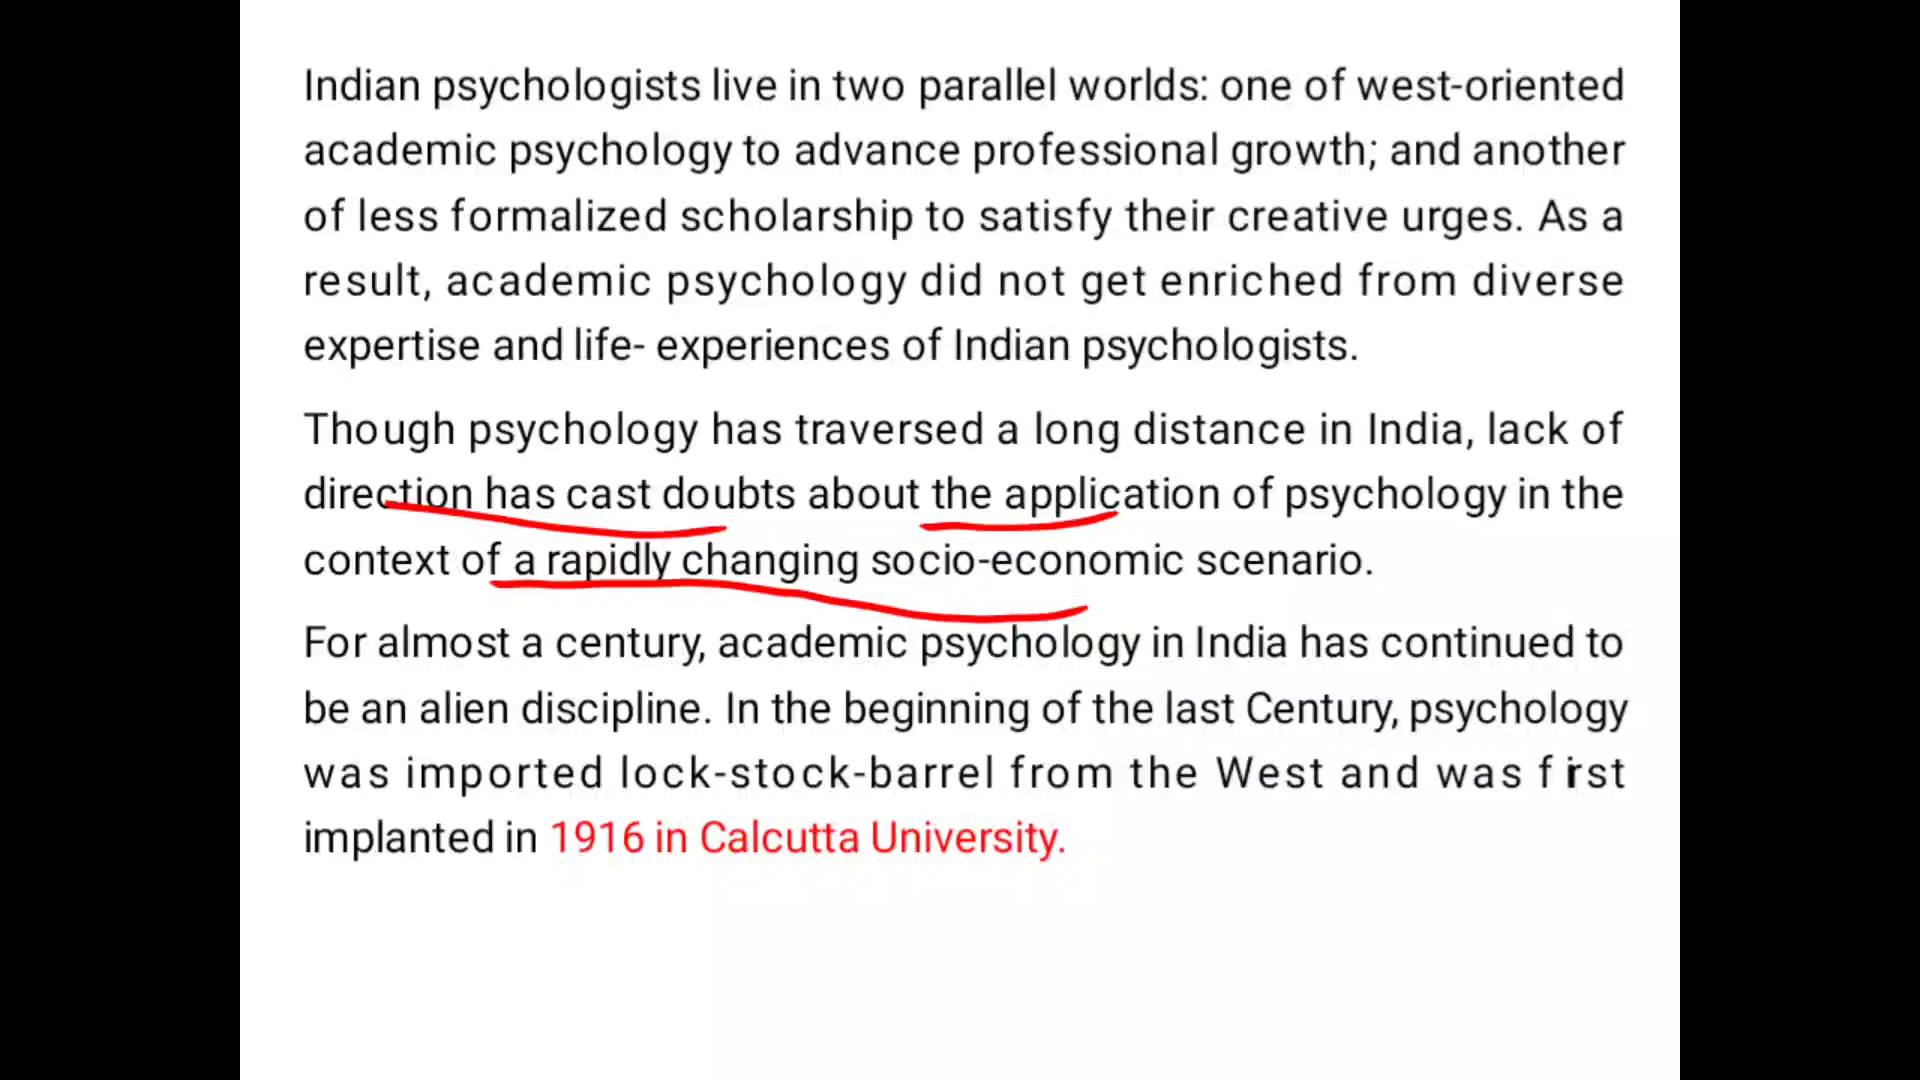 Indian psychologists live in two parallel worlds: one of west-oriented
academic psychology to advance professional growth; and another
of less formalized scholarship to satisfy their creative urges. As a
result, academic psychology did not get enriched from diverse
expertise and life- experiences of Indian psychologists.
Though psychology has traversed a long distance in India, lack of
direction has cast doubts about the application of psychology in the
context of a rapidly changing socio-economic scenario.
For almost a century, academic psychology in India has continued to
be an alien discipline. In the beginning of the last Century, psychology
was imported lock-stock-barrel from the West and was first
implanted in 1916 in Calcutta University.